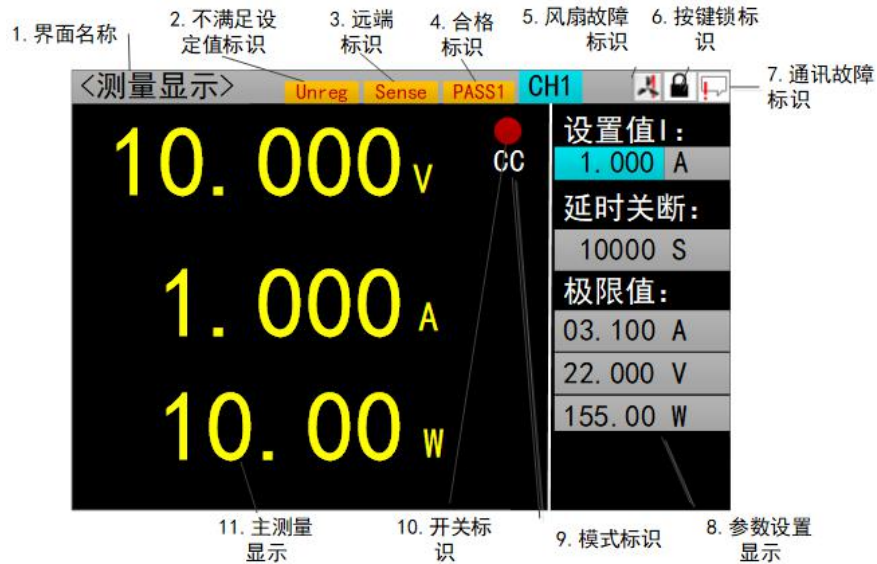 1. 界面名称
2. 不满足设
定值标识
3. 远端
标识
4. 合格
标识
5. 风扇故障
标识
6. 按键锁标
识
7. 通讯故障
标识
<测量显示>
Unreg
Sense
PASS1
CH1
10.000 V
CC
1.000 A
10.00 W
设置值I:
1.000 A
延时关断:
10000 S
极限值:
03.100 A
22.000 V
155.00 W
11. 主测量
显示
10. 开关标
识
9. 模式标识
8. 参数设置
显示